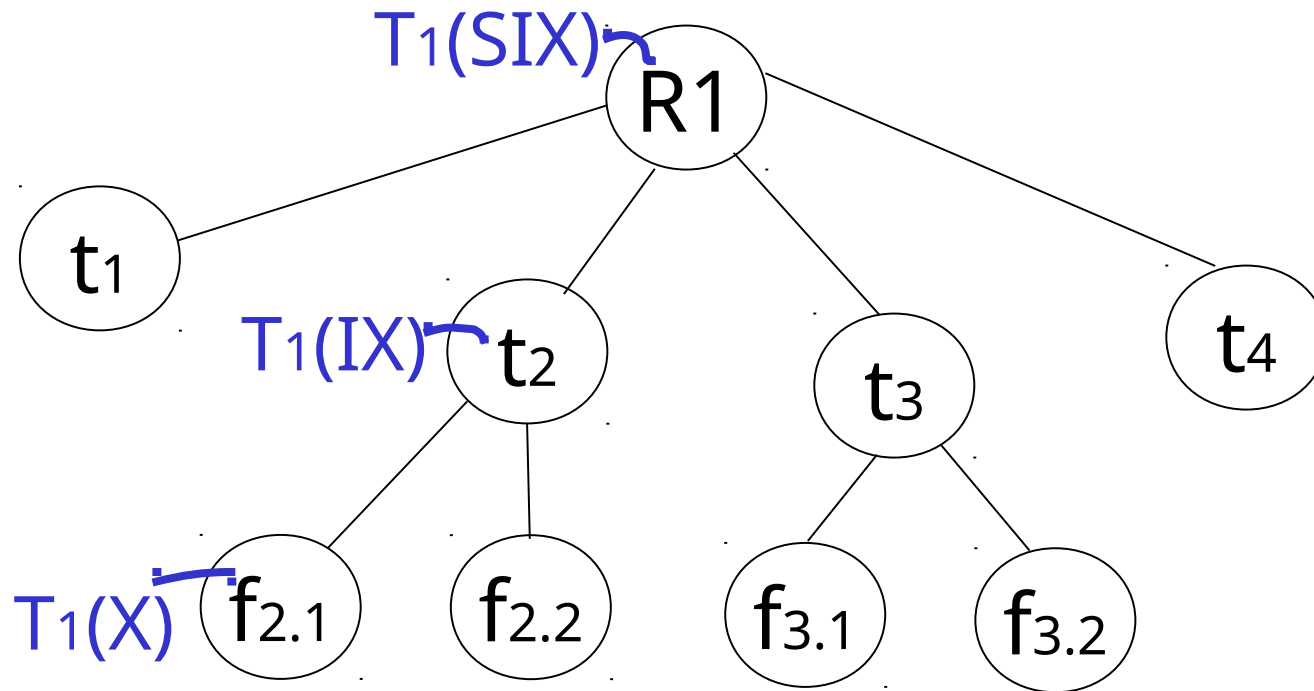 T1(SIX)
R1
t1
T1(IX)
t2
t3
t4
T1(X)
f2.1
f2.2
f3.1
f3.2